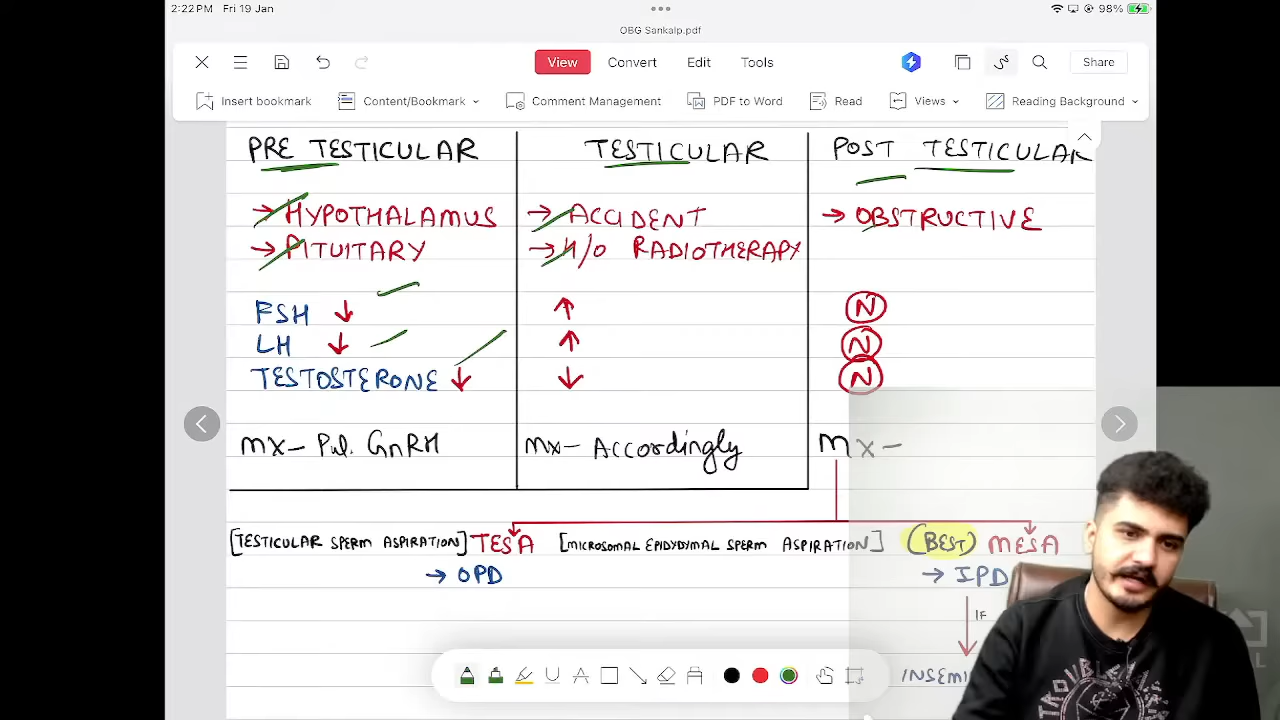 2:22 PM Fri 19 Jan
98%
OBG Sankalp.pdf
View Convert Edit Tools Share
Insert bookmark Content/Bookmark Comment Management PDF to Word Read Views Reading Background
PRE TESTICULAR TESTICULAR POST TESTICULAR
→ HYPOTHALAMUS → ACCIDENT → OBSTRUCTIVE
→ PITUITARY → H/O RADIOTHERAPY
FSH ↓ ↑ N
LH ↓ ↑ N
TESTOSTERONE ↓ ↓ N
Mx- Pul. GnRH Mx- Accordingly Mx-
[TESTICULAR SPERM ASPIRATION] TESA [MICROSOMAL EPIDYDYMAL SPERM ASPIRATION] (BEST) MESA
→ OPD → IPD
IF
INSEMI